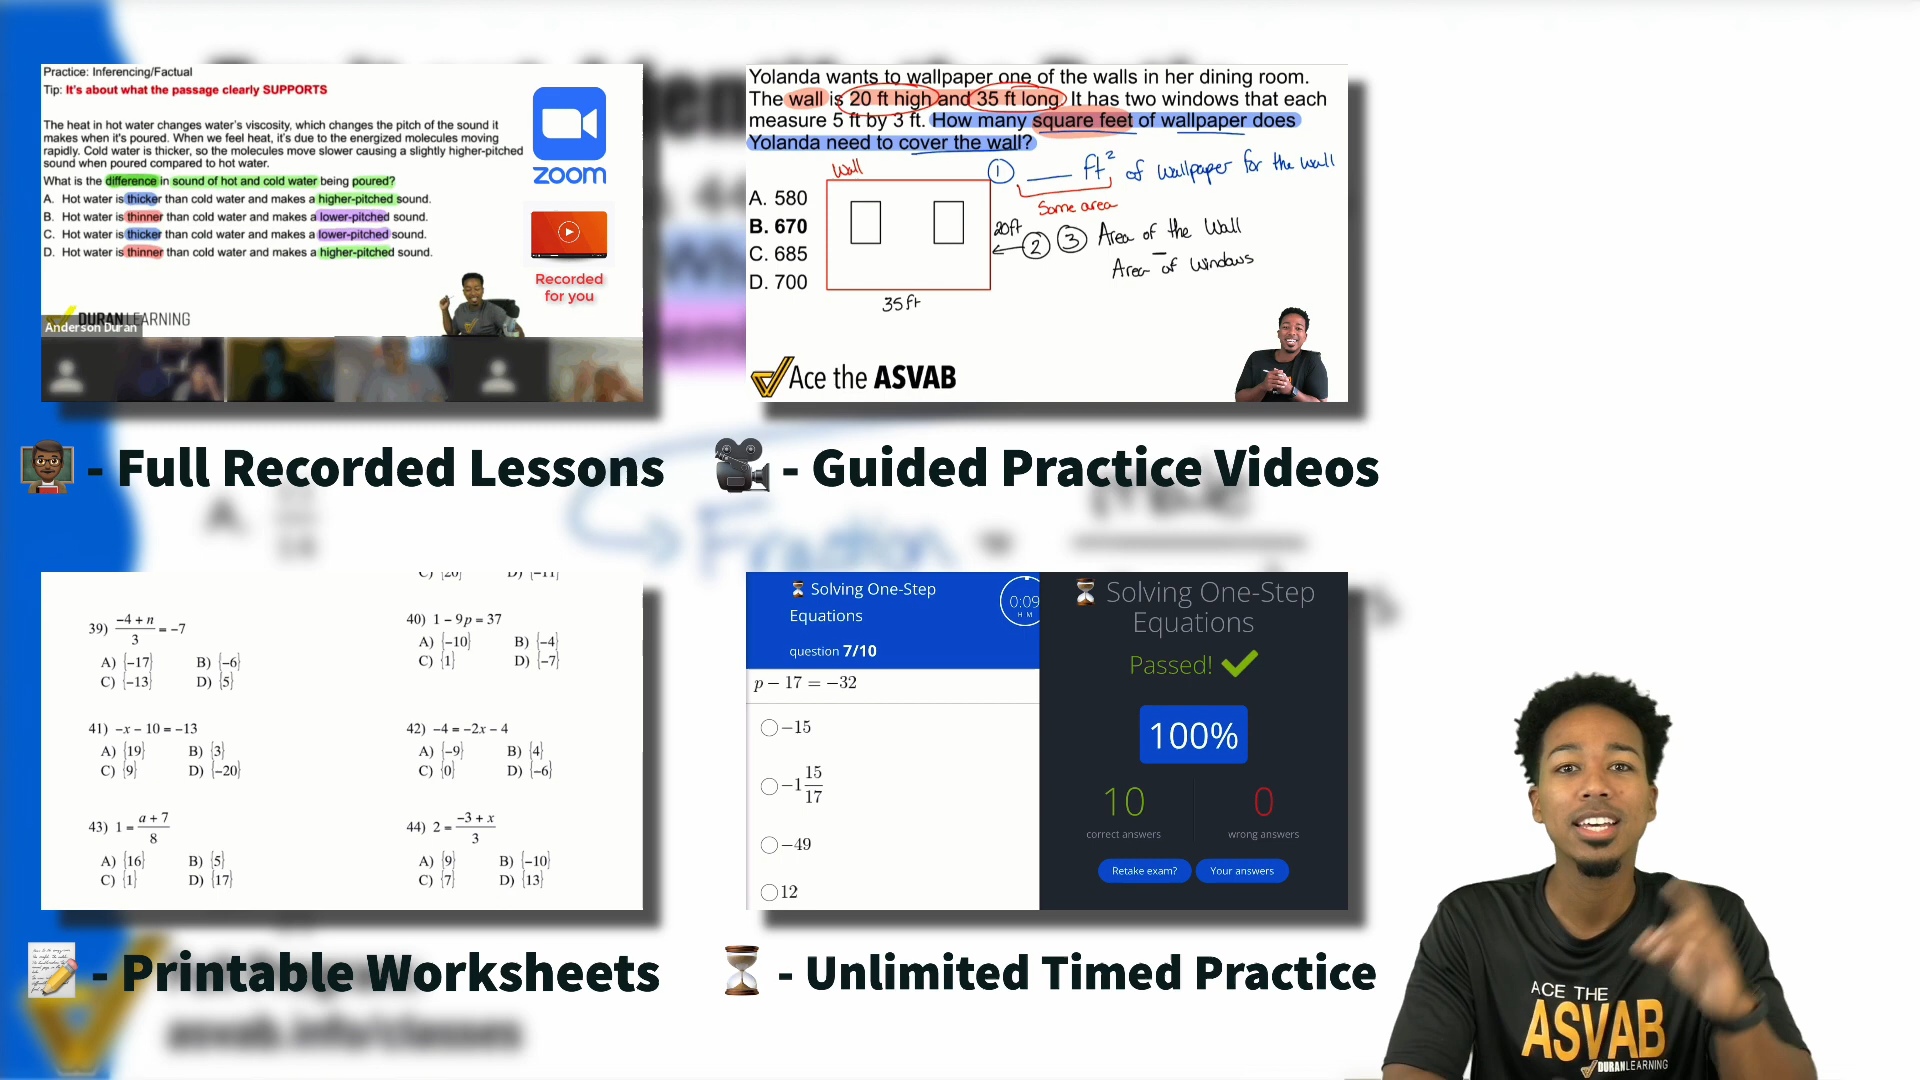 Practice: Inferencing/Factual
Tip: It's about what the passage clearly SUPPORTS
The heat in hot water changes water's viscosity, which changes the pitch of the sound it
makes when it's poured. When we feel heat, it's due to the energized molecules moving
rapidly. Cold water is thicker, so the molecules move slower causing a slightly higher-pitched
sound when poured compared to hot water.
What is the difference in sound of hot and cold water being poured?
A. Hot water is thicker than cold water and makes a higher-pitched sound.
B. Hot water is thinner than cold water and makes a lower-pitched sound.
C. Hot water is thicker than cold water and makes a lower-pitched sound.
D. Hot water is thinner than cold water and makes a higher-pitched sound.
zoom
Recorded
for you
DURANLEARNING
Anderson Duran
Yolanda wants to wallpaper one of the walls in her dining room.
The wall is 20 ft high and 35 ft long. It has two windows that each
measure 5 ft by 3 ft. How many square feet of wallpaper does
Yolanda need to cover the wall?
Wall
① ___ ft² of wallpaper for the wall
Some area
A. 580
B. 670
C. 685
D. 700
20ft
② ③ Area of the Wall
−
Area of windows
35ft
Ace the ASVAB
- Full Recorded Lessons
- Guided Practice Videos
A.
14
Fraction =
C) {20} D) {−11}
39) \frac{−4 + n}{3} = −7
A) {−17} B) {−6}
C) {−13} D) {5}
40) 1 − 9p = 37
A) {−10} B) {−4}
C) {1} D) {−7}
41) −x − 10 = −13
A) {19} B) {3}
C) {9} D) {−20}
42) −4 = −2x − 4
A) {−9} B) {4}
C) {0} D) {−6}
43) 1 = \frac{a + 7}{8}
A) {16} B) {5}
C) {1} D) {17}
44) 2 = \frac{−3 + x}{3}
A) {9} B) {−10}
C) {7} D) {13}
Solving One-Step
Equations
0:09
H M
question 7/10
p − 17 = −32
−15
−1 15/17
−49
12
Solving One-Step
Equations
Passed!
100%
10
correct answers
0
wrong answers
Retake exam?
Your answers
- Printable Worksheets
- Unlimited Timed Practice
asvab.info/classes
ACE THE
ASVAB
DURANLEARNING